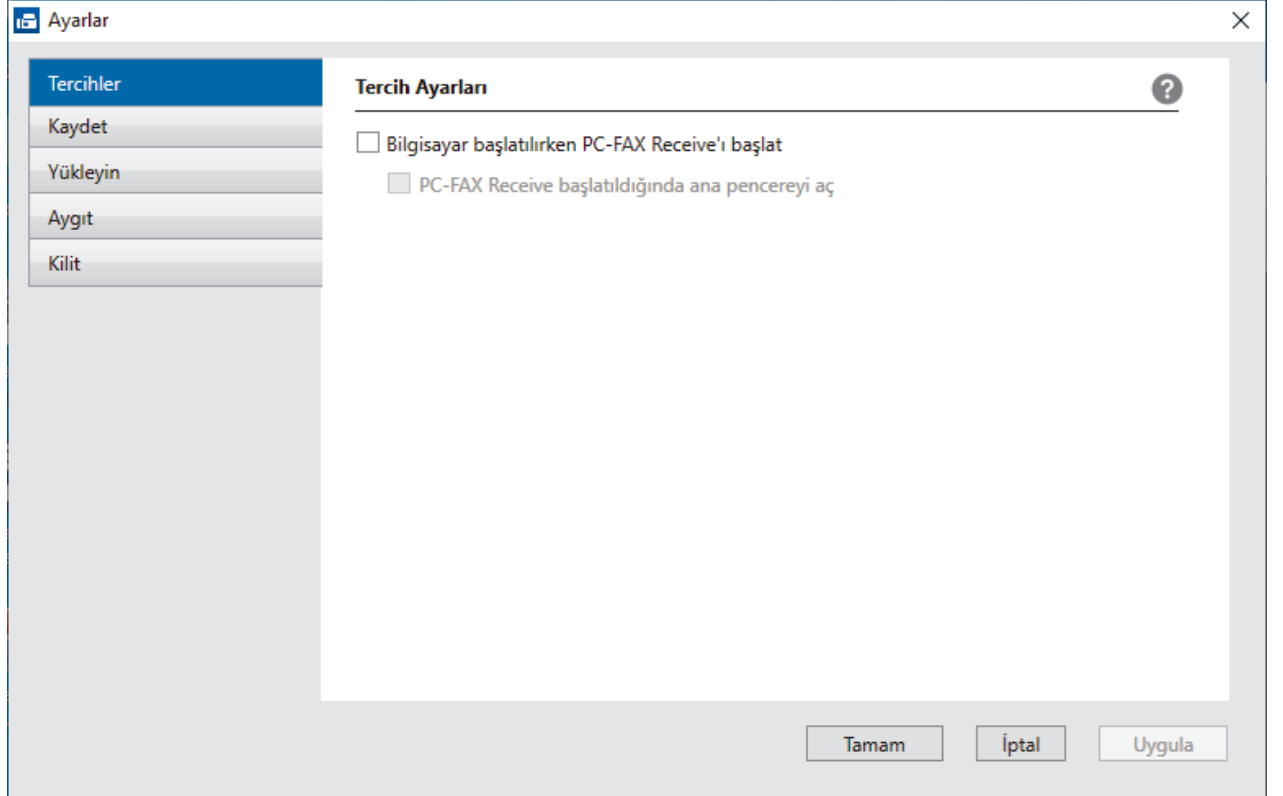 Ayarlar
Tercihler
Kaydet
Yükleyin
Aygıt
Kilit
Tercih Ayarları
?
Bilgisayar başlatılırken PC-FAX Receive'ı başlat
PC-FAX Receive başlatıldığında ana pencereyi aç
Tamam
İptal
Uygula